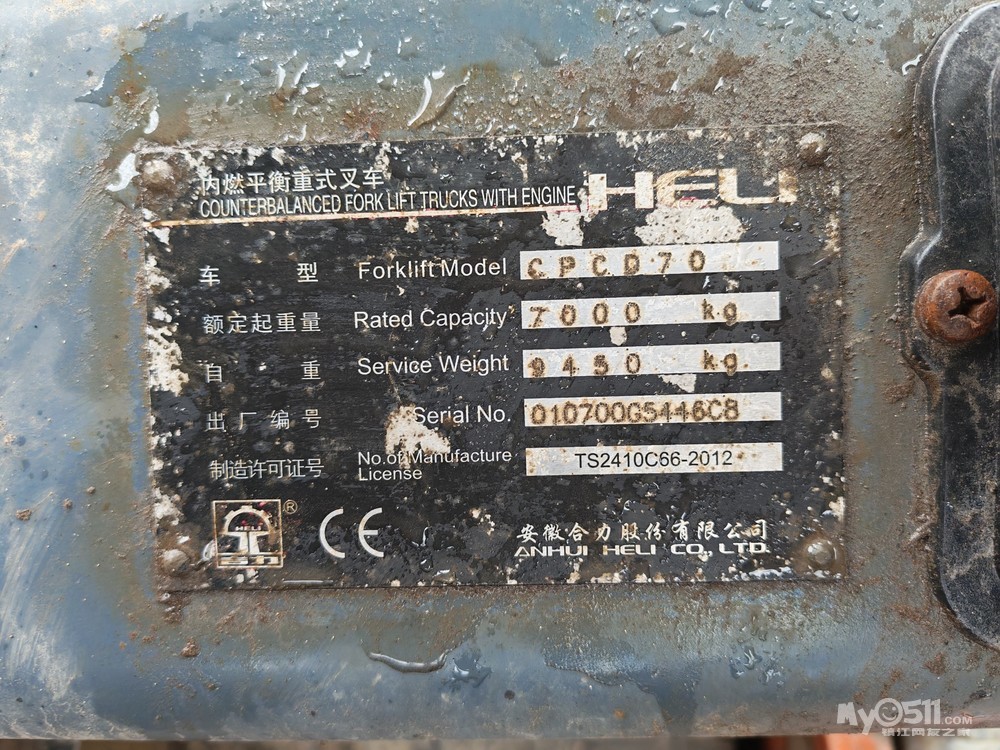 内燃平衡重式叉车
COUNTERBALANCED FORK LIFT TRUCKS WITH ENGINE HELI
车 型 Forklift Model CPCD70
额定起重量 Rated Capacity 7000 kg
自 重 Service Weight 9450 kg
出厂编号 Serial No. 010700G5446C8
制造许可证号 No.of Manufacture License TS2410C66-2012
HELI ®
合力
CE
安徽合力股份有限公司
ANHUI HELI CO.,LTD.
My0511.COM
镇江网友之家